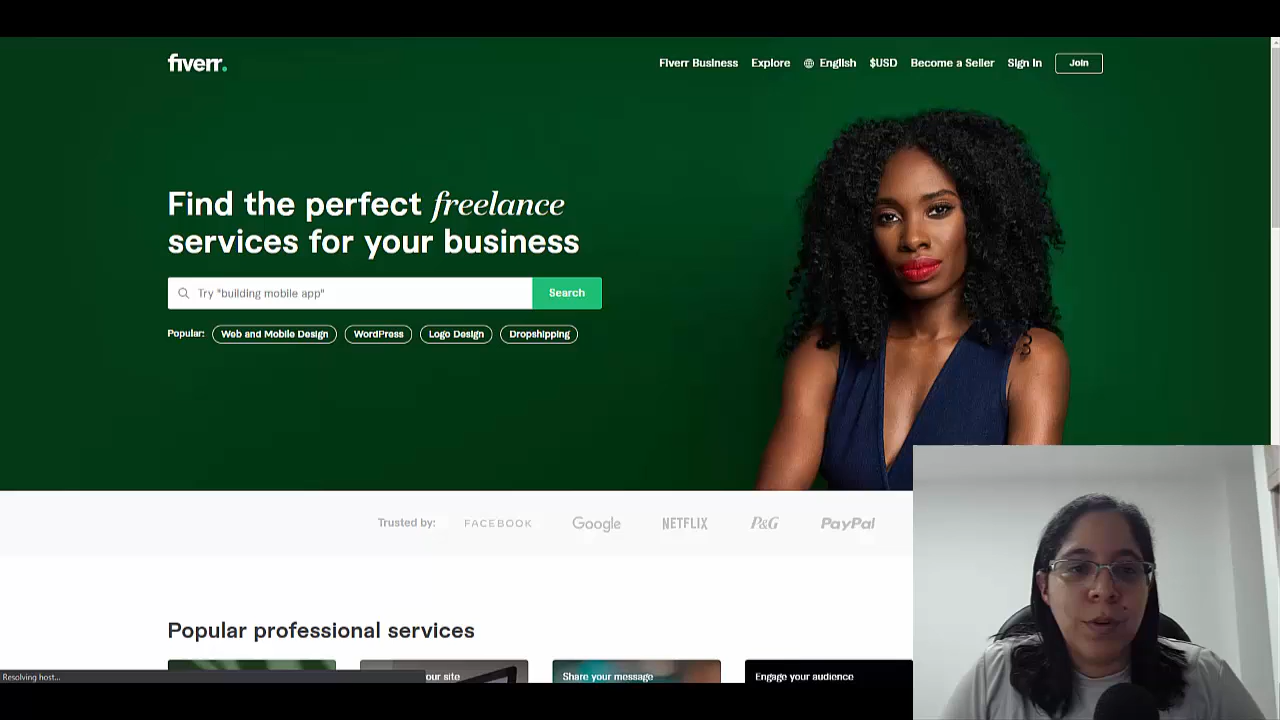 fiverr.
Fiverr Business Explore English $USD Become a Seller Sign In Join
Find the perfect freelance
services for your business
Try "building mobile app" Search
Popular: Web and Mobile Design WordPress Logo Design Dropshipping
Trusted by: FACEBOOK Google NETFLIX P&G PayPal
Popular professional services
our site Share your message Engage your audience
Resolving host...